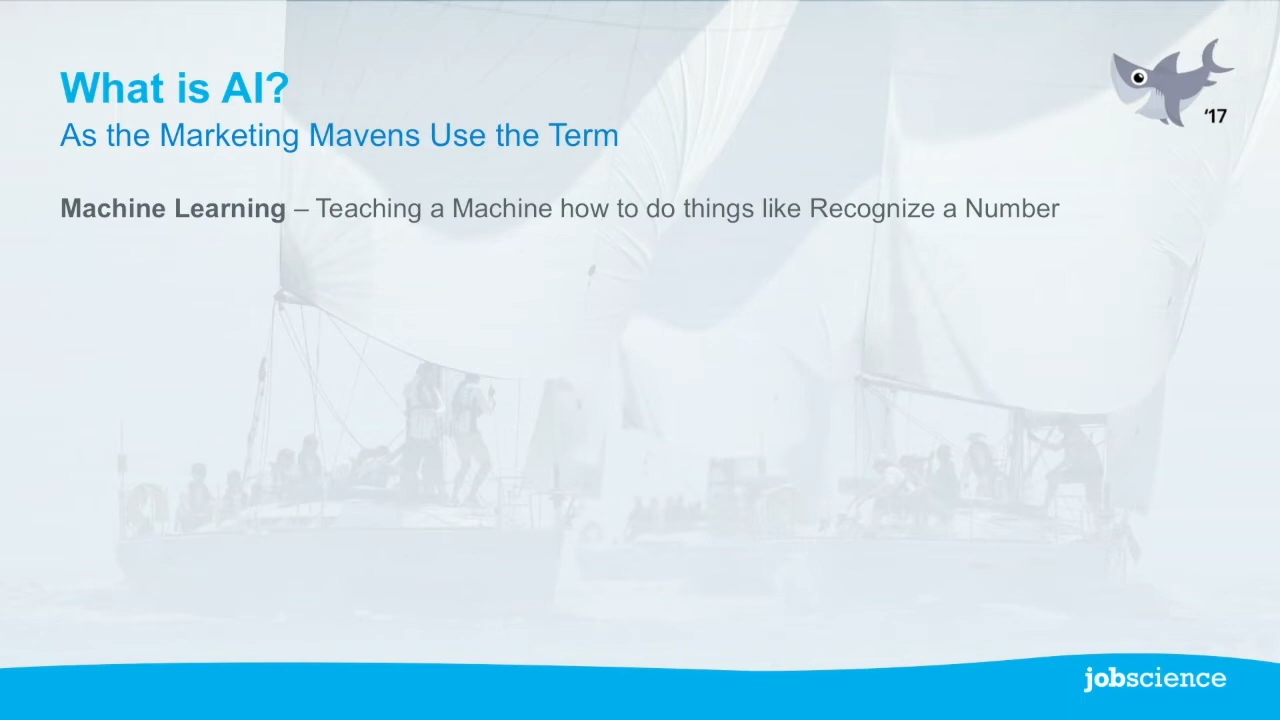 What is AI?
As the Marketing Mavens Use the Term
‘17
Machine Learning – Teaching a Machine how to do things like Recognize a Number
jobscience